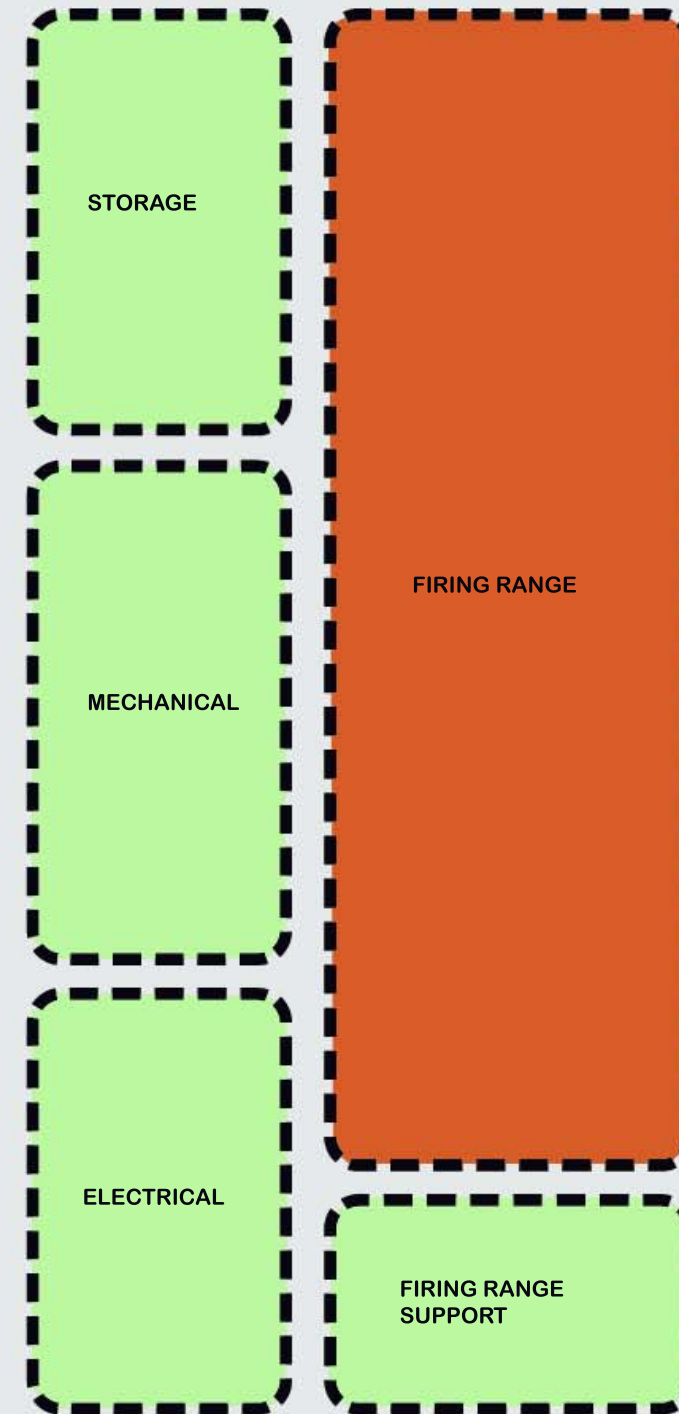 STORAGE
FIRING RANGE
MECHANICAL
ELECTRICAL
FIRING RANGE
SUPPORT